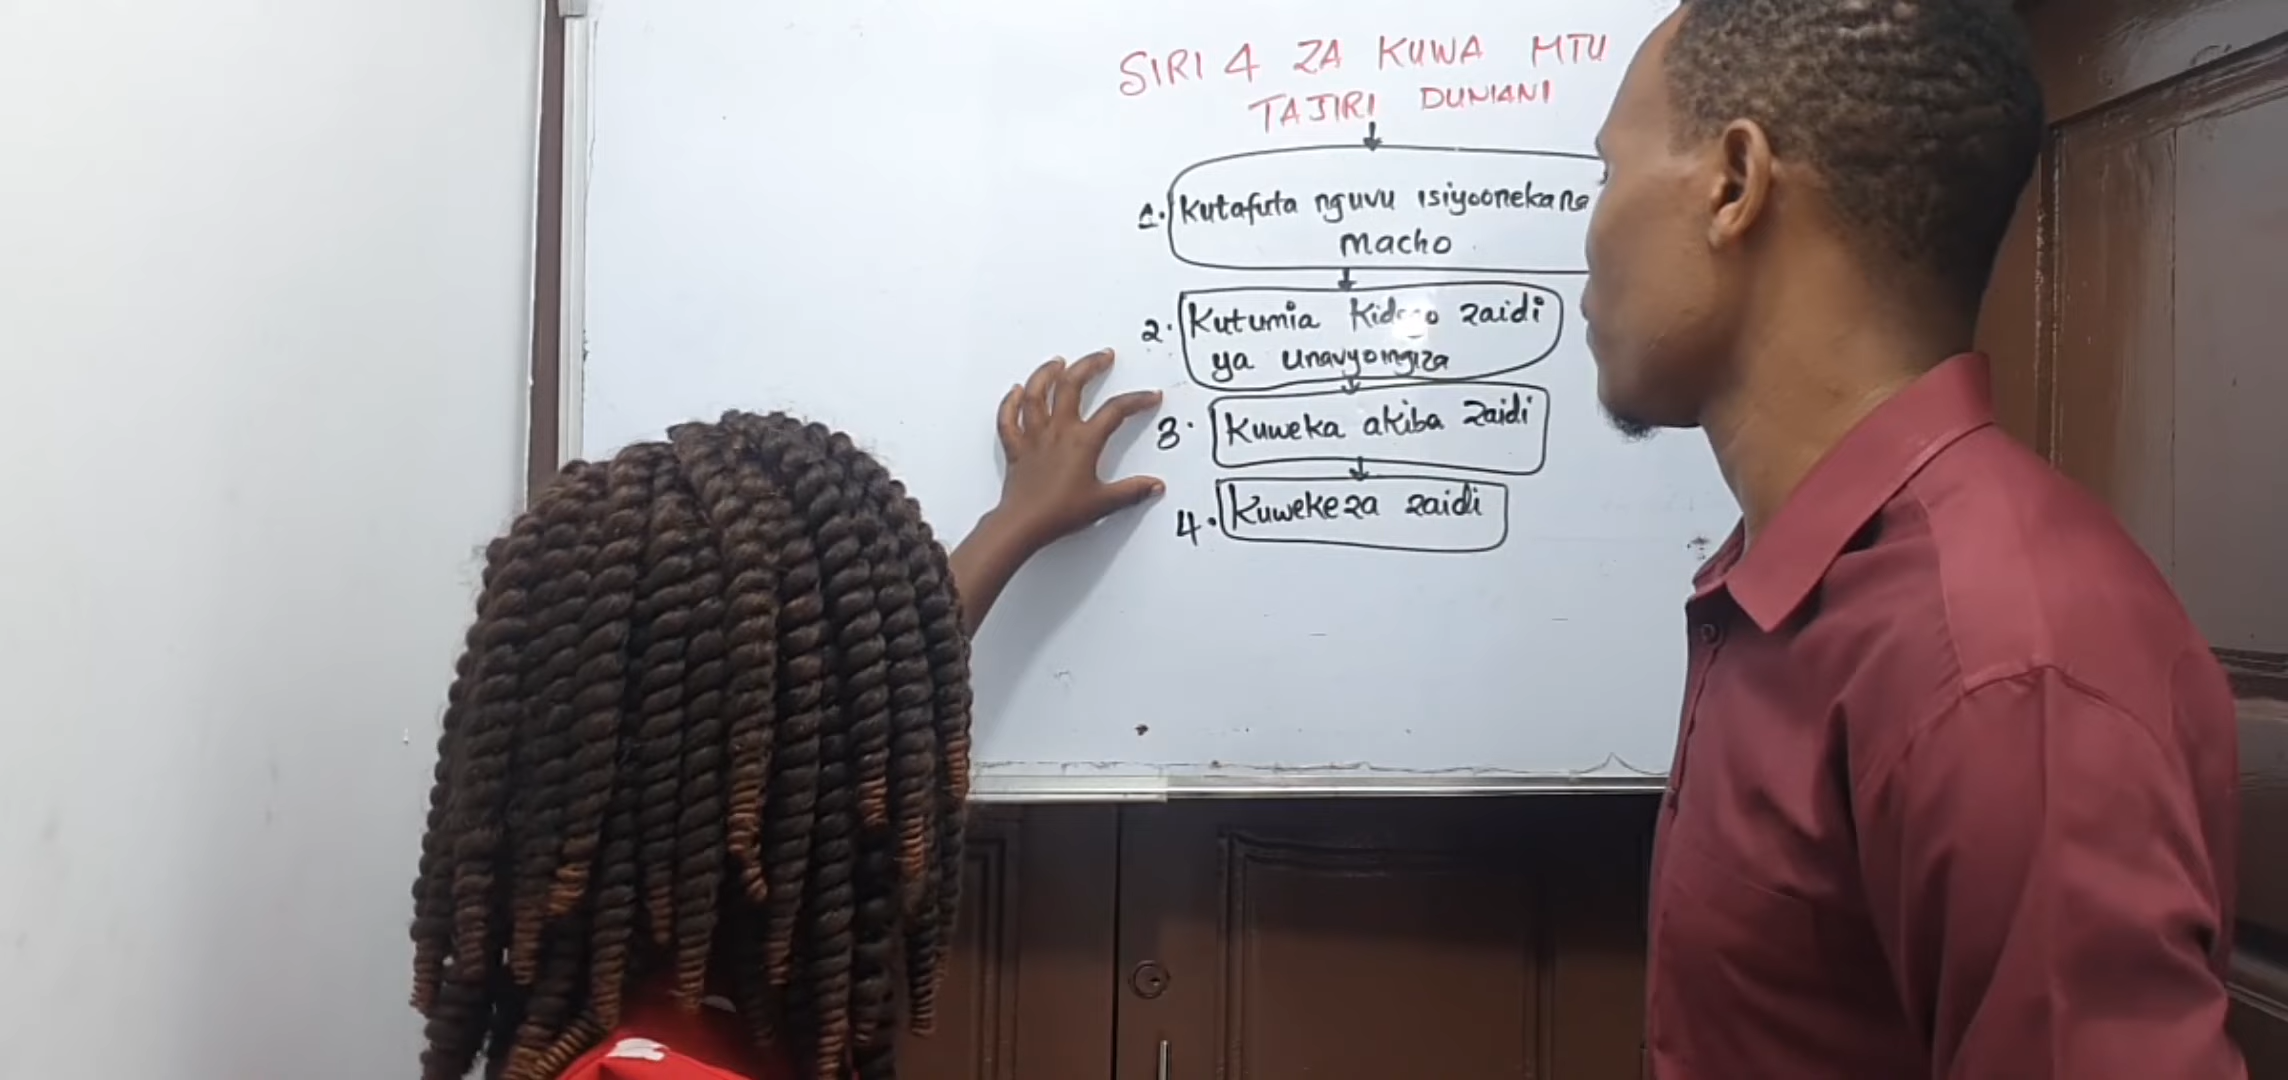 SIRI 4 ZA KUWA MTU
TAJIRI DUNIANI
1. Kutafuta nguvu isiyoonekana
macho
2. Kutumia zaidi
ya unavyoingiza
3. Kuweka akiba zaidi
4. Kuwekeza zaidi